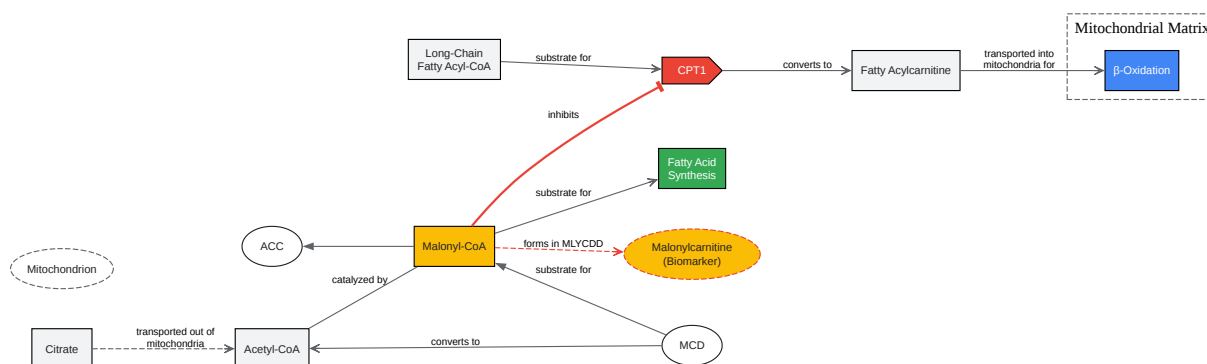 Mitochondrial Matrix
Long-Chain
Fatty Acyl-CoA
substrate for
CPT1
converts to
Fatty Acylcarnitine
transported into
mitochondria for
β-Oxidation
inhibits
Fatty Acid
Synthesis
substrate for
ACC
Malonyl-CoA
forms in MLYCDD
Malonylcarnitine
(Biomarker)
Mitochondrion
catalyzed by
substrate for
Citrate
transported out of
mitochondria
Acetyl-CoA
converts to
MCD